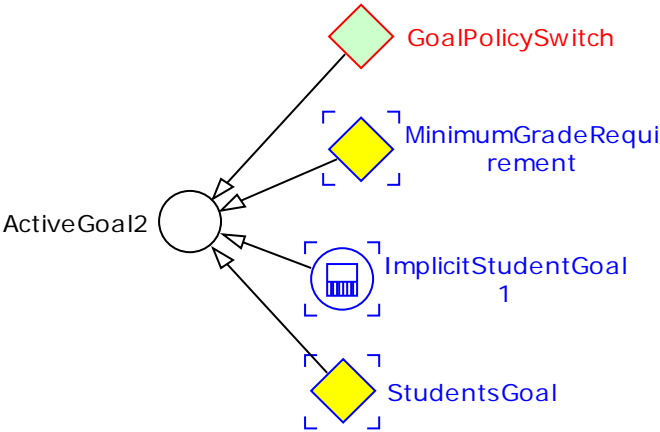 GoalPolicySwitch
MinimumGradeRequi
rement
ActiveGoal2
ImplicitStudentGoal
1
StudentsGoal